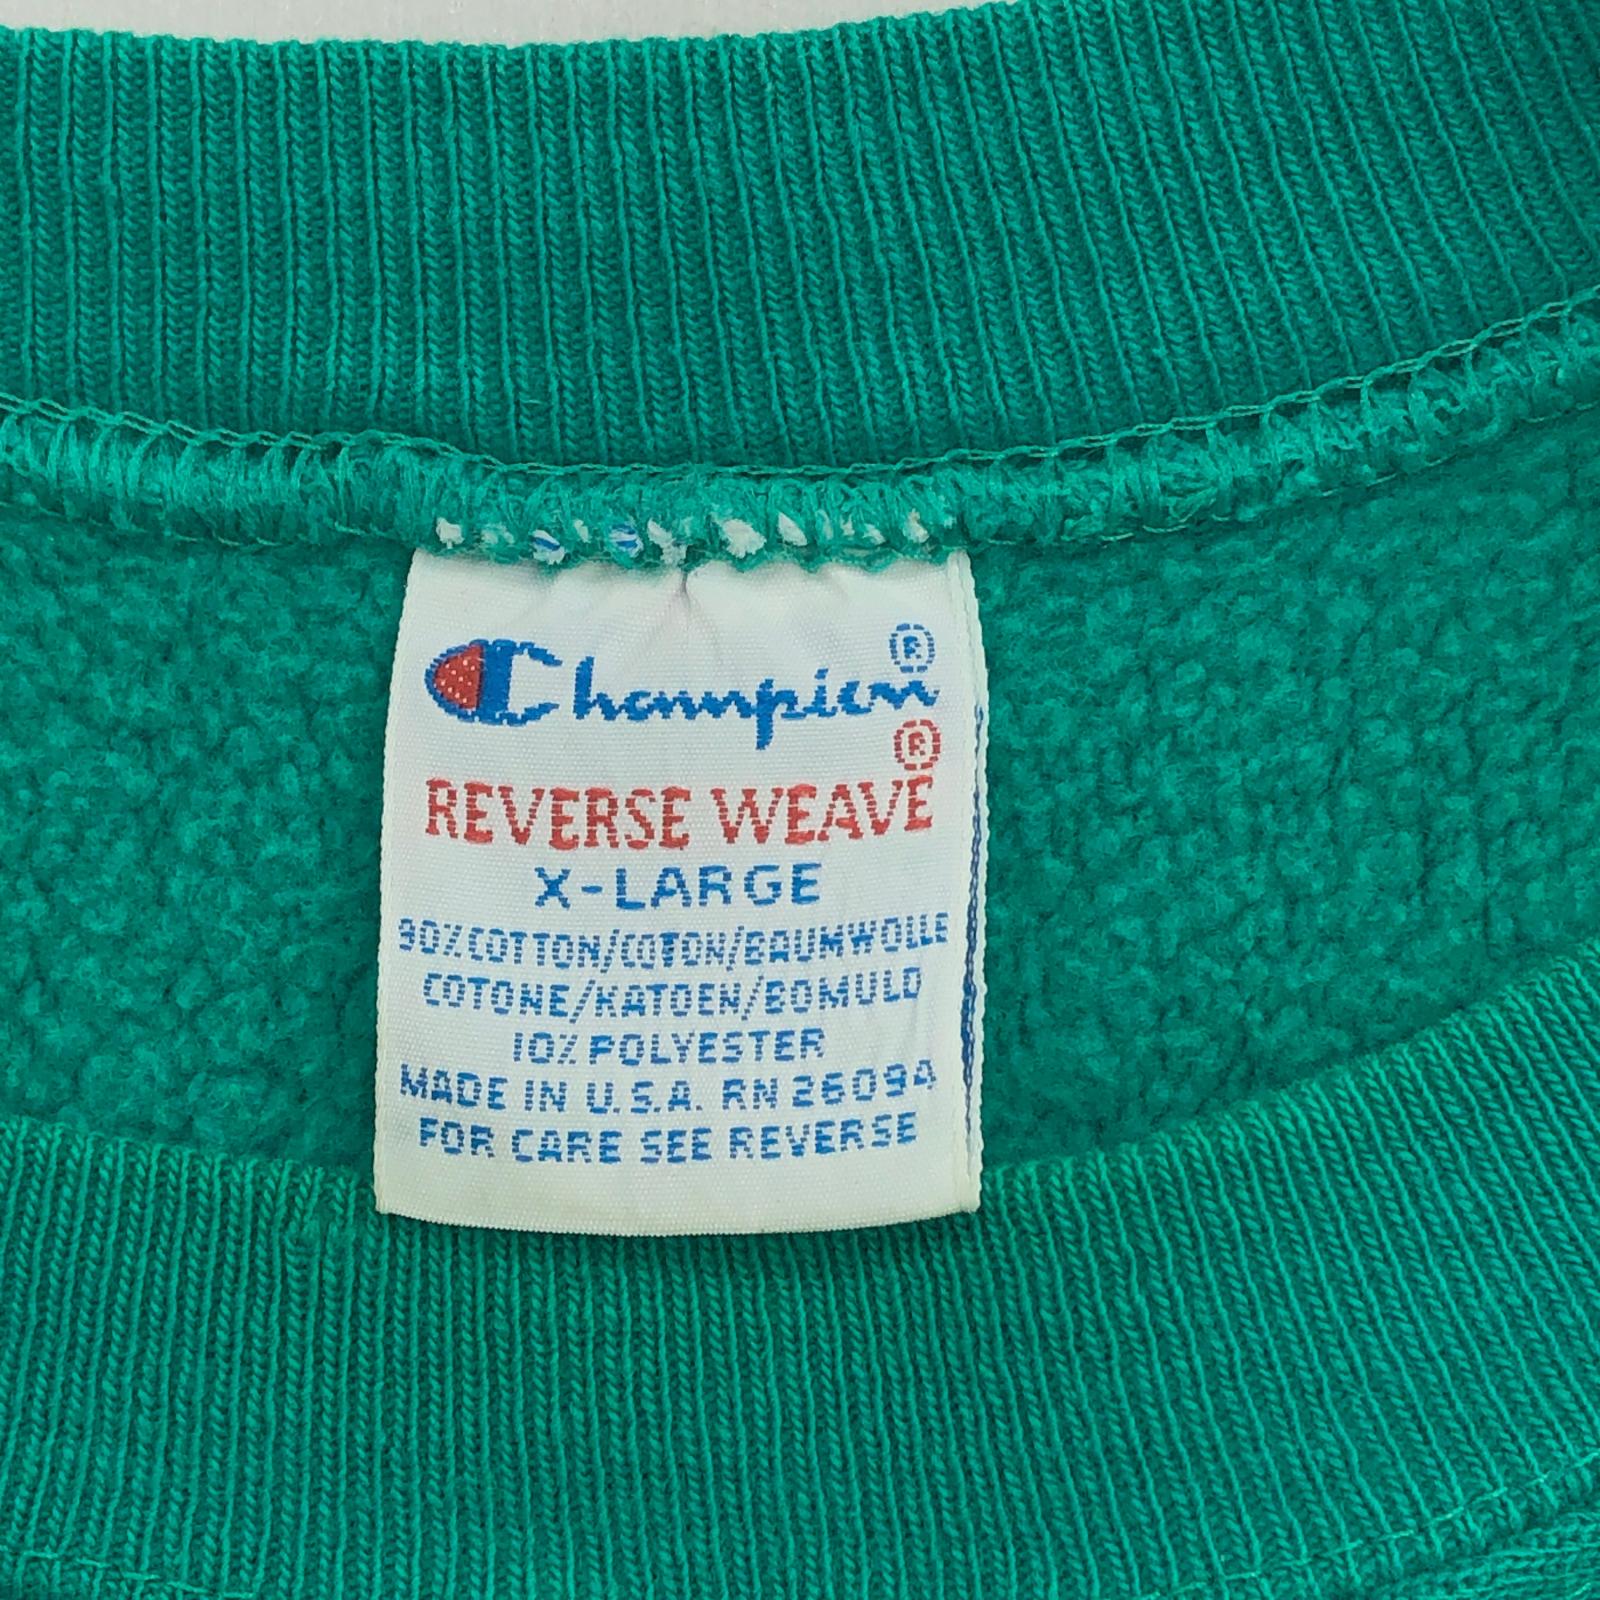 Champion®
REVERSE WEAVE®
X-LARGE
90% COTTON/COTON/BAUMWOLLE
COTONE/KATOEN/BOMULD
10% POLYESTER
MADE IN U.S.A. RN 26094
FOR CARE SEE REVERSE